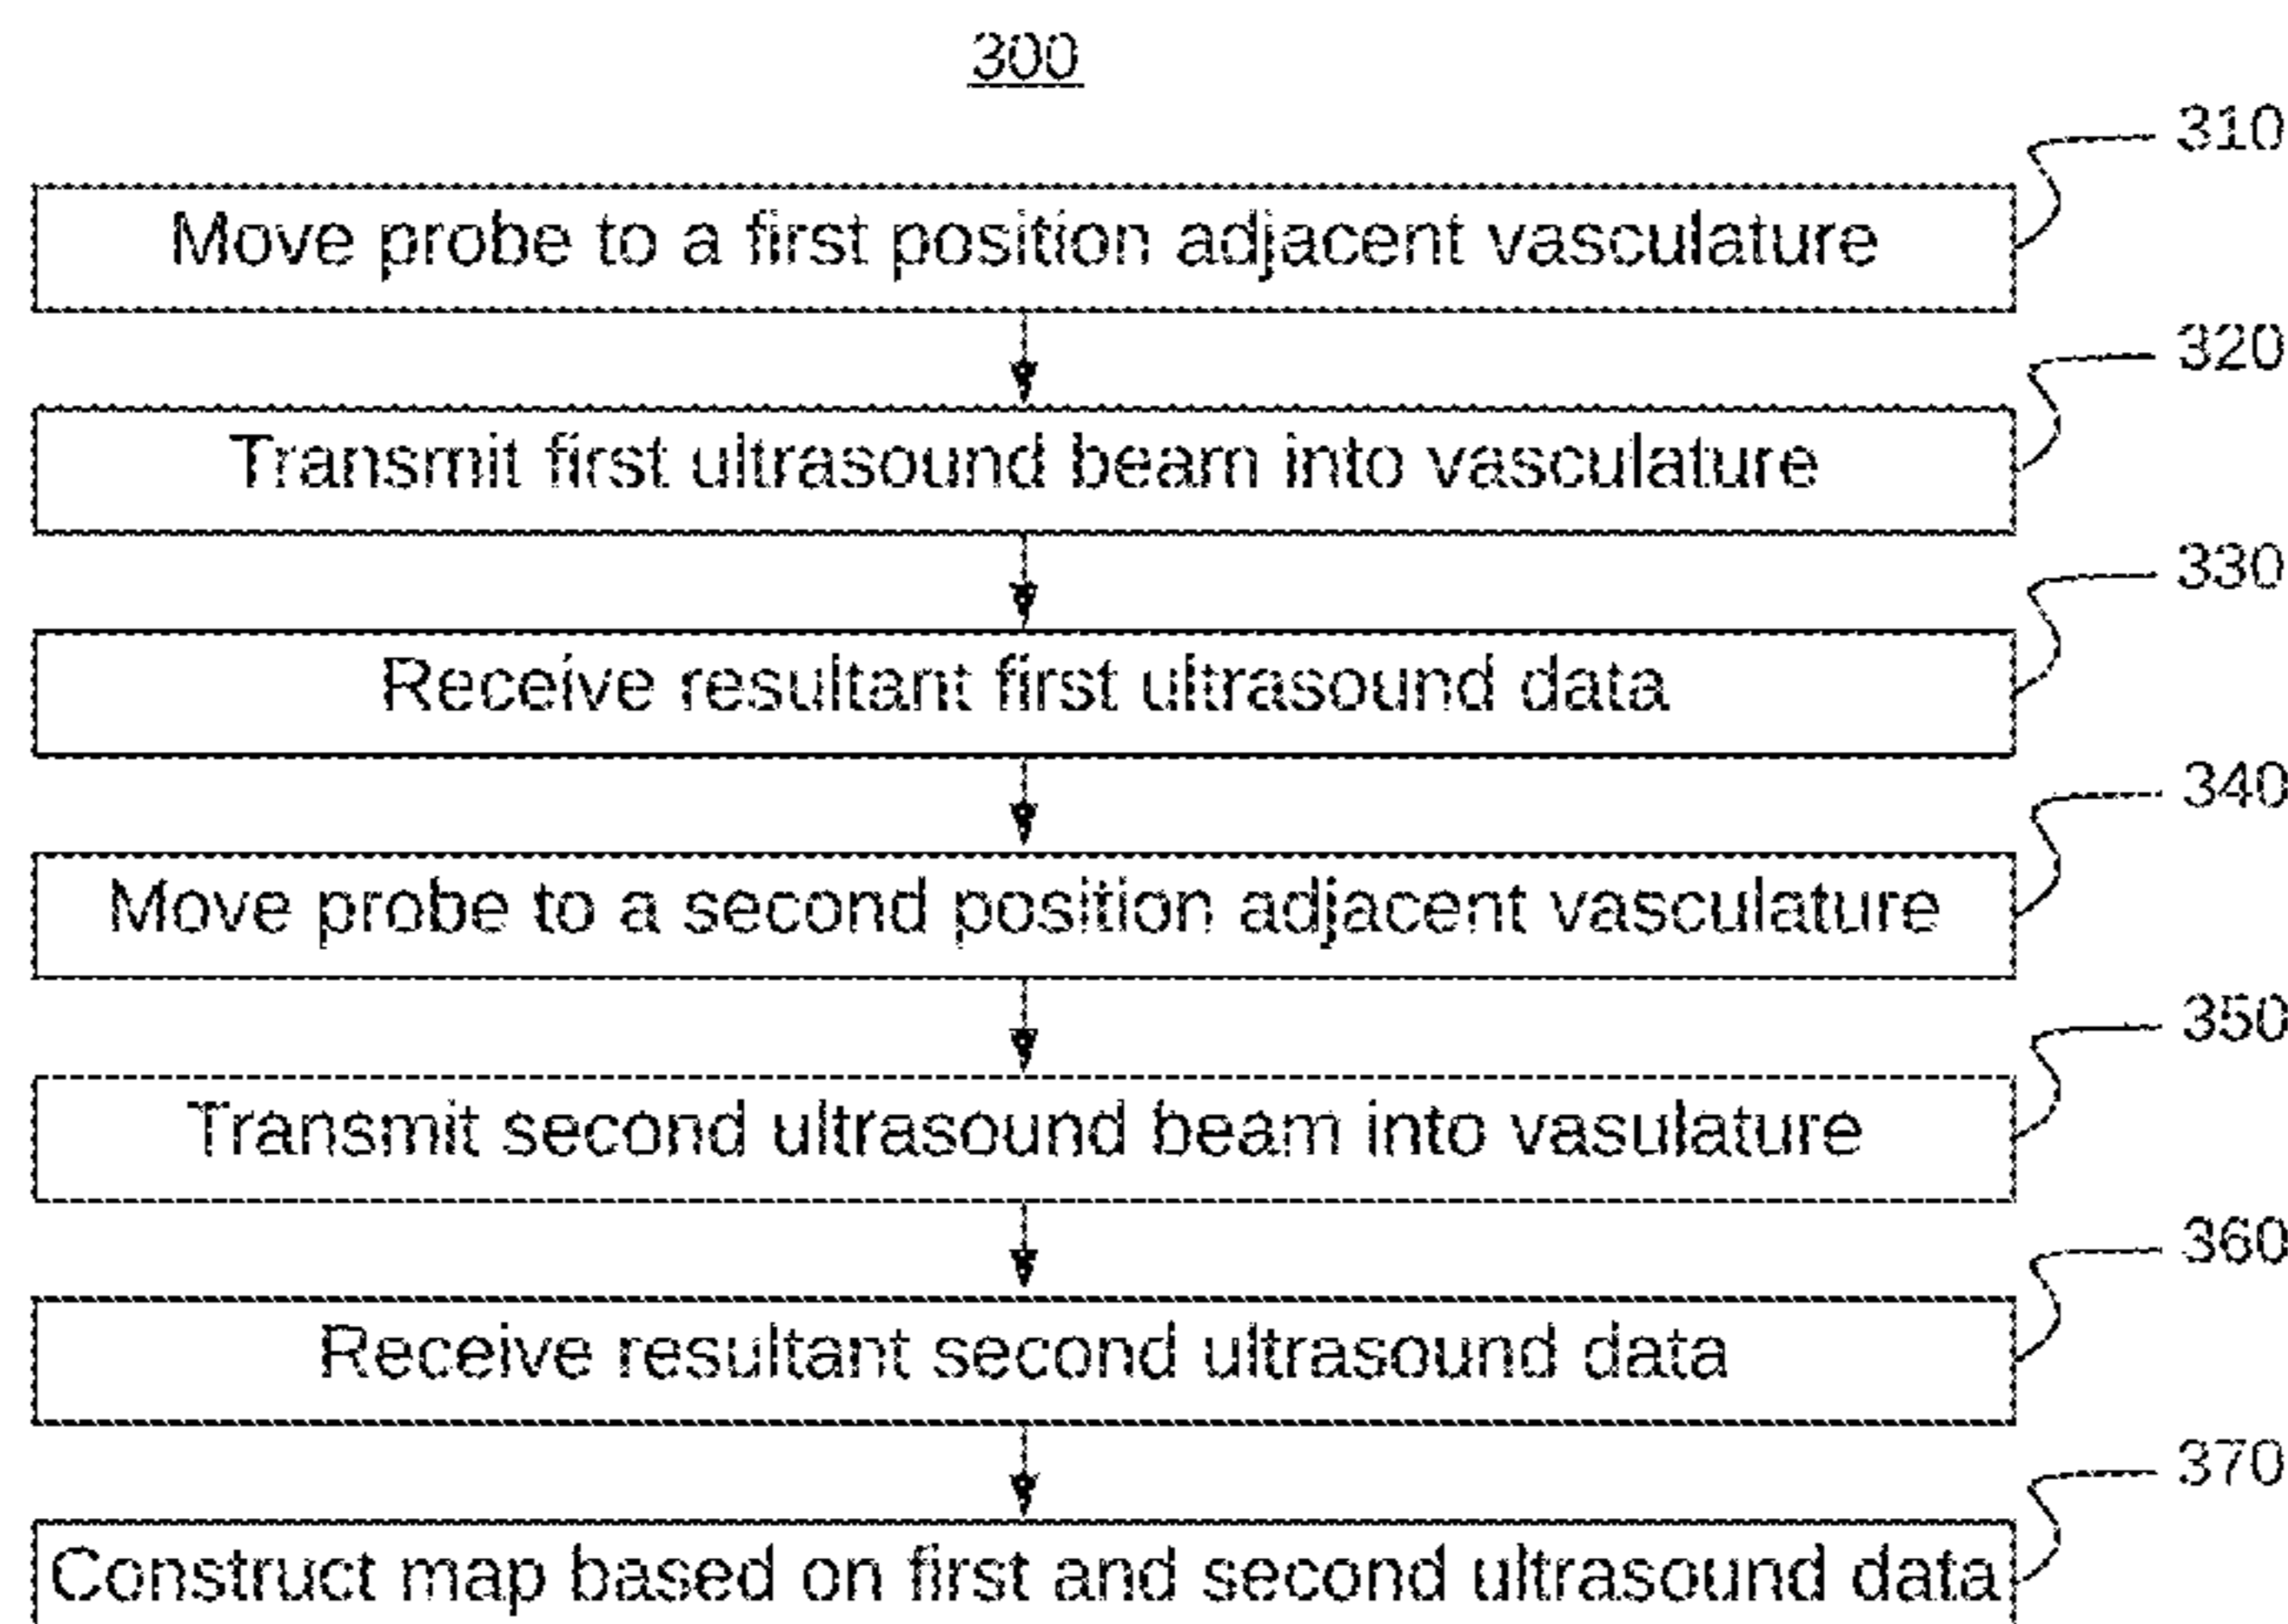 300
310
Move probe to a first position adjacent vasculature
320
Transmit first ultrasound beam into vasculature
330
Receive resultant first ultrasound data
340
Move probe to a second position adjacent vasculature
350
Transmit second ultrasound beam into vasulature
360
Receive resultant second ultrasound data
370
Construct map based on first and second ultrasound data